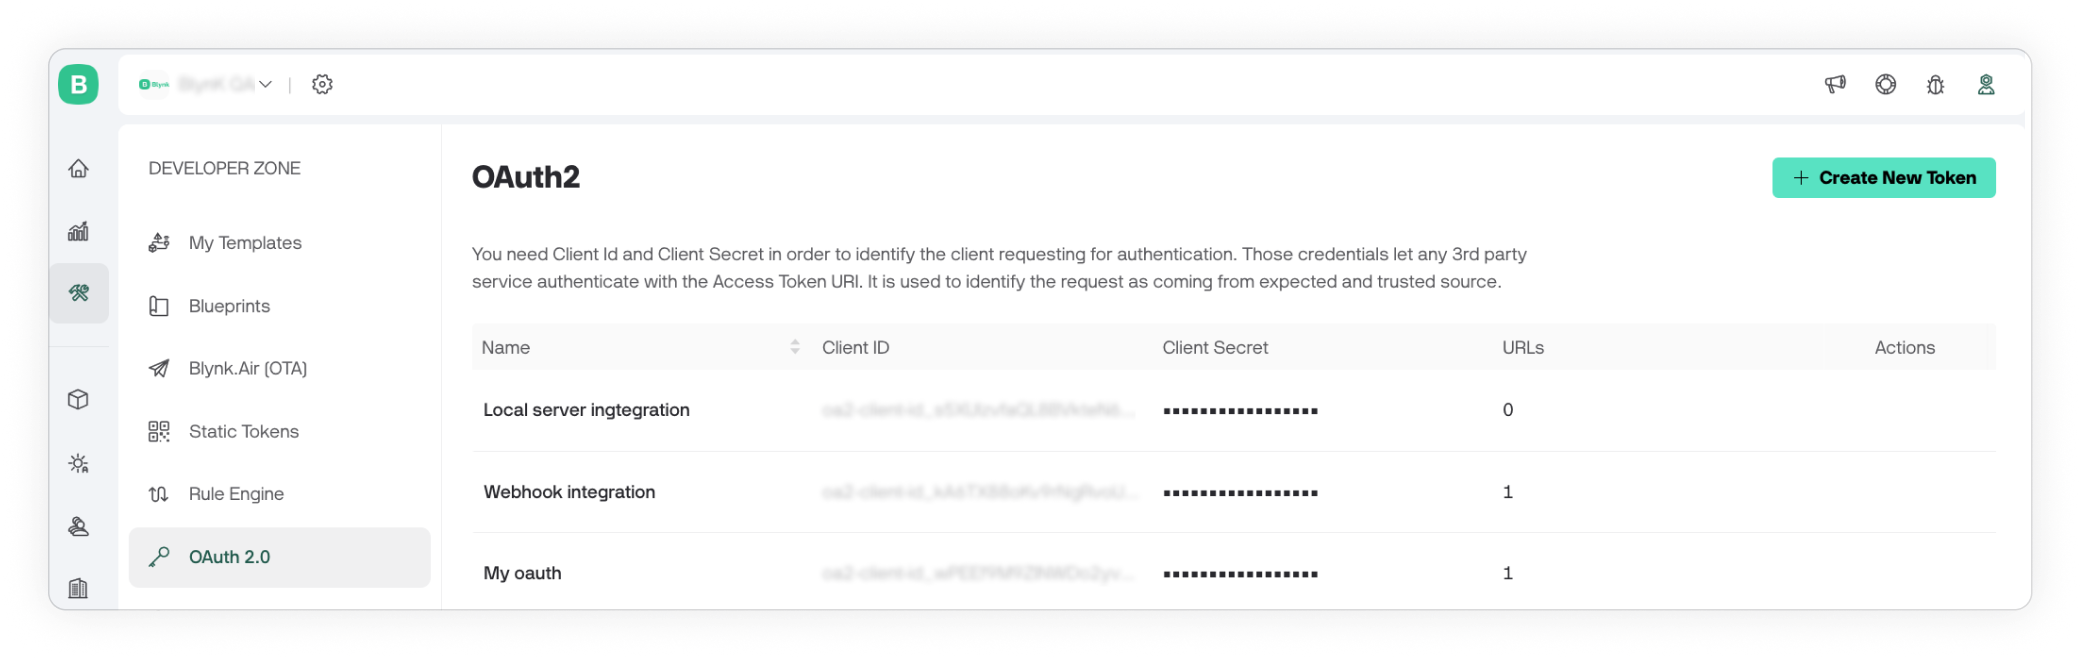 B
Blynk
DEVELOPER ZONE
My Templates
Blueprints
Blynk.Air (OTA)
Static Tokens
Rule Engine
OAuth 2.0
OAuth2
+ Create New Token
You need Client Id and Client Secret in order to identify the client requesting for authentication. Those credentials let any 3rd party
service authenticate with the Access Token URI. It is used to identify the request as coming from expected and trusted source.
Name Client ID Client Secret URLs Actions
Local server ingtegration ▪▪▪▪▪▪▪▪▪▪▪▪▪▪▪▪▪ 0
Webhook integration ▪▪▪▪▪▪▪▪▪▪▪▪▪▪▪▪▪ 1
My oauth ▪▪▪▪▪▪▪▪▪▪▪▪▪▪▪▪▪ 1